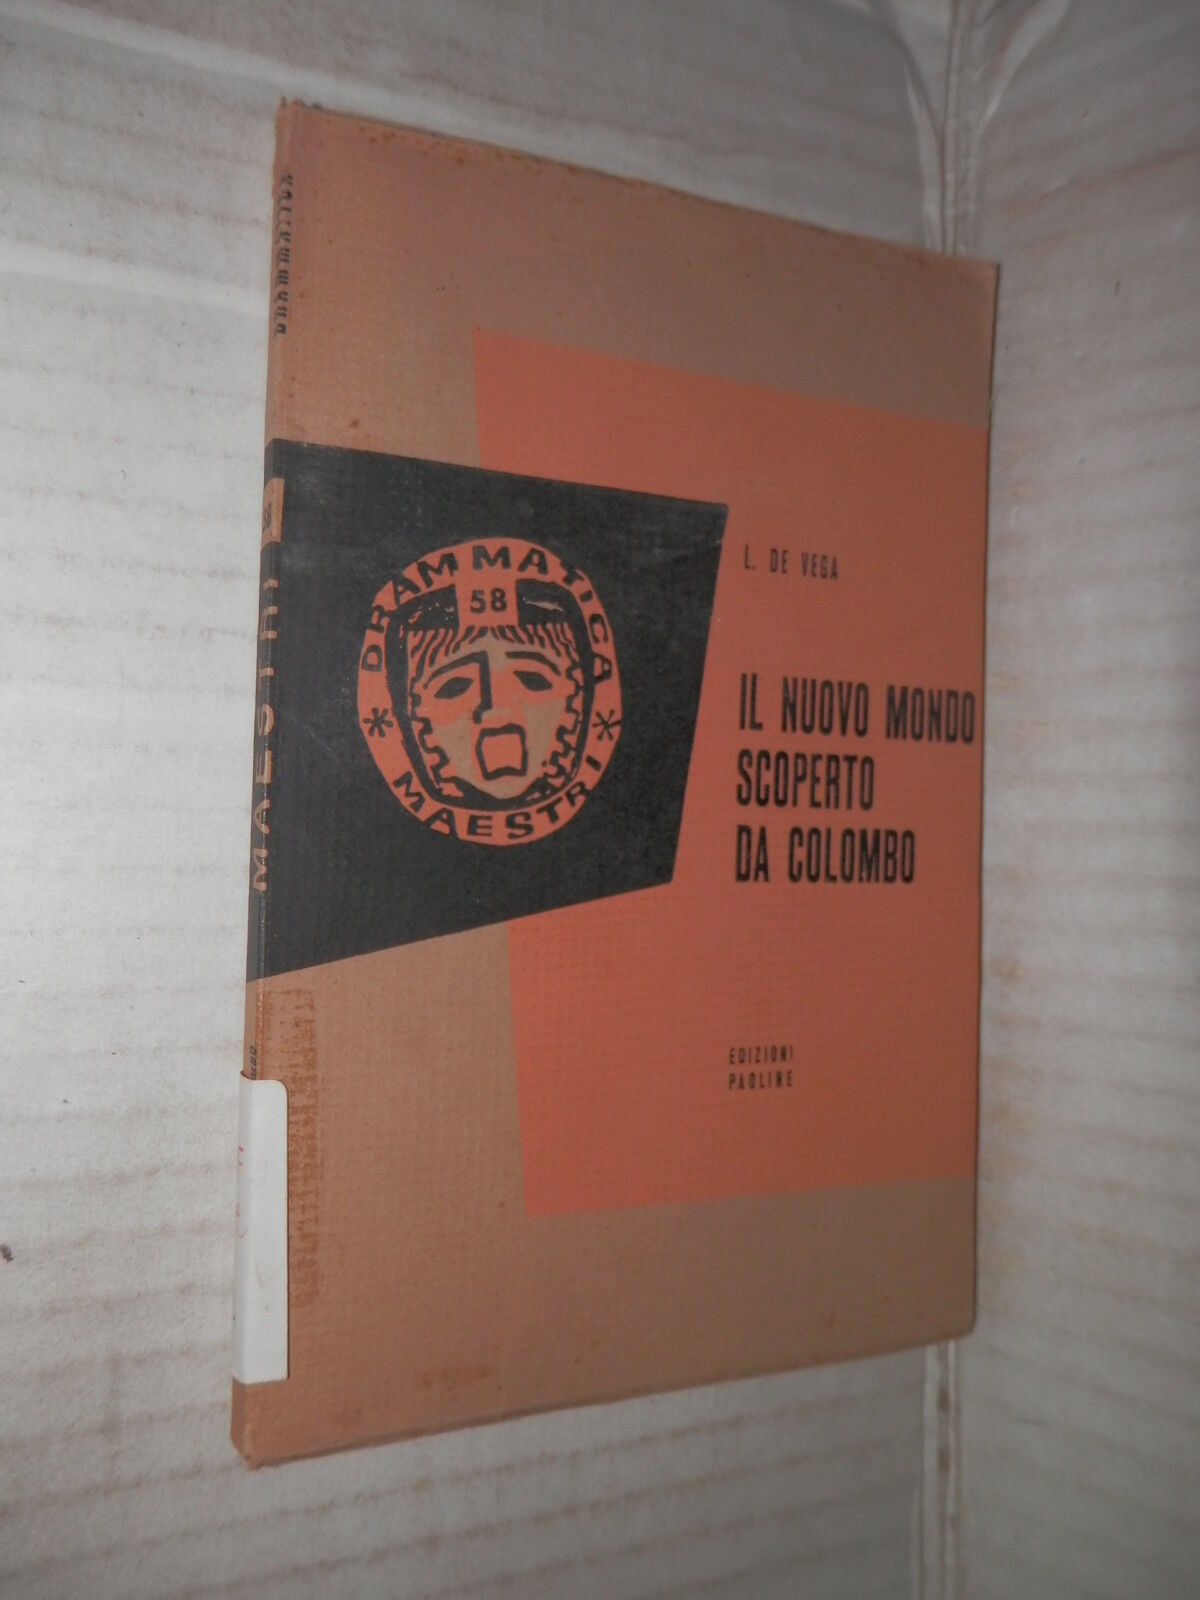 L. DE VEGA
IL NUOVO MONDO
SCOPERTO
DA COLOMBO
DRAMMATICA
58
* MAESTRI *
EDIZIONI
PAOLINE
MAESTRI